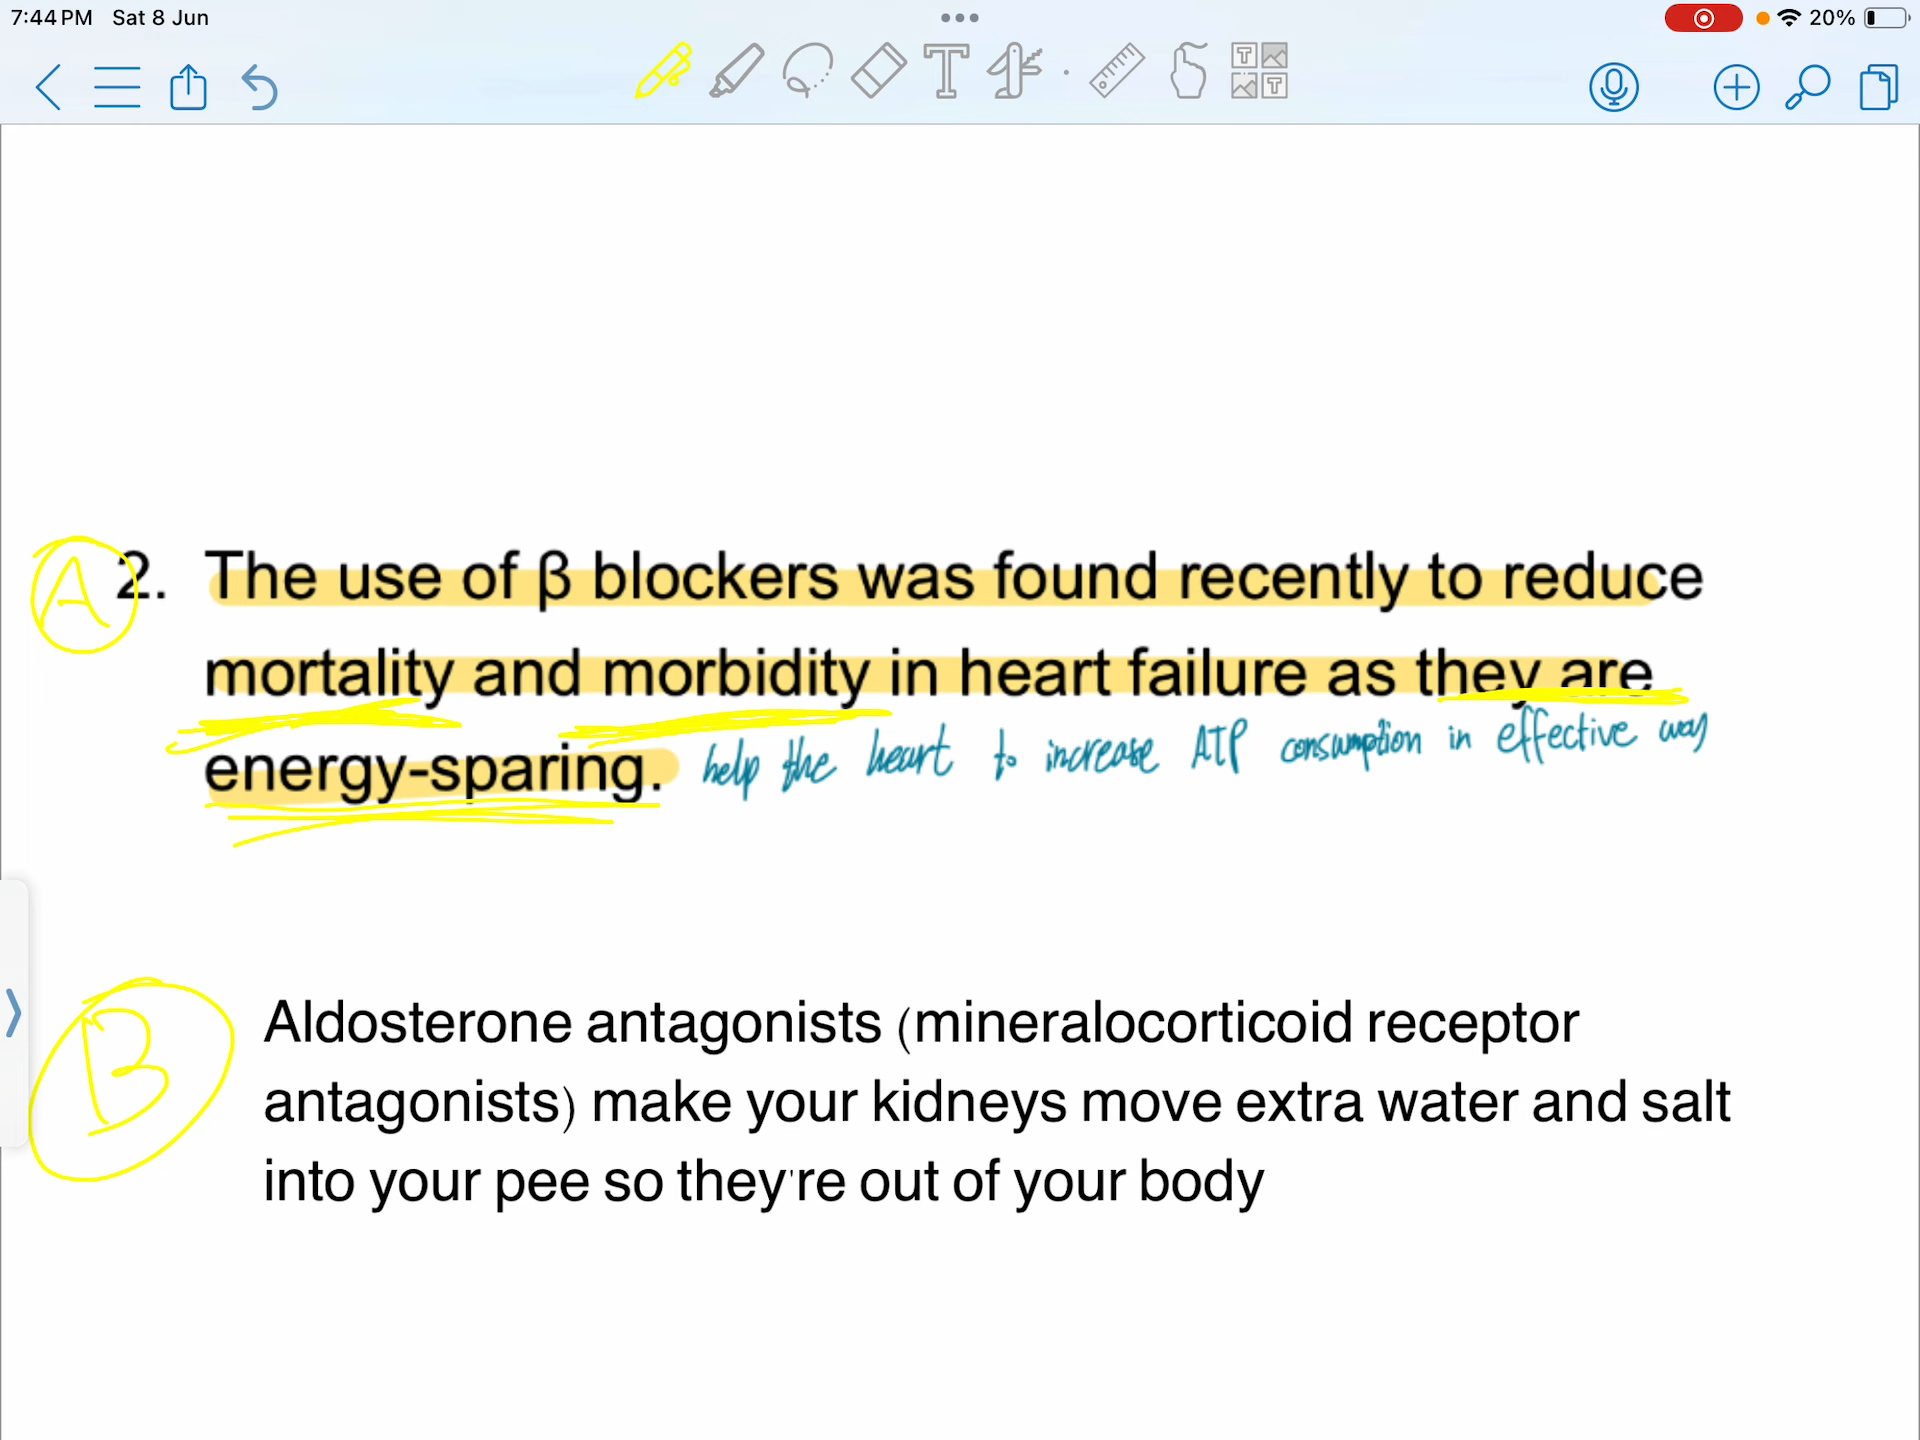 7:44 PM Sat 8 Jun
20%
A
2. The use of β blockers was found recently to reduce
mortality and morbidity in heart failure as they are
energy-sparing. help the heart to increase ATP consumption in effective way
B
Aldosterone antagonists (mineralocorticoid receptor
antagonists) make your kidneys move extra water and salt
into your pee so they're out of your body